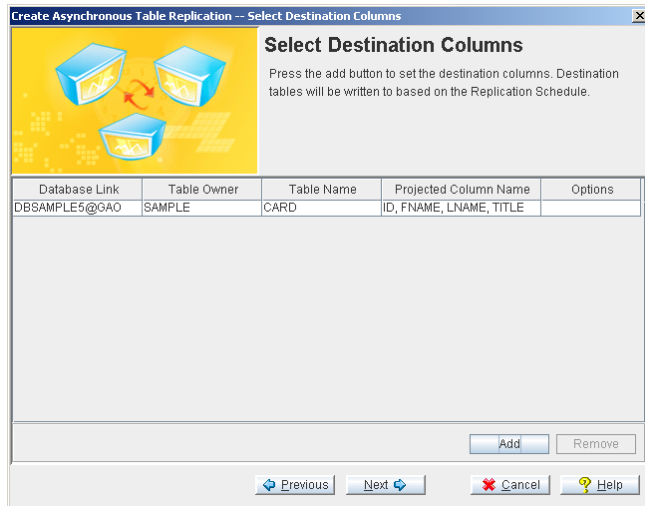 Create Asynchronous Table Replication -- Select Destination Columns
Select Destination Columns
Press the add button to set the destination columns. Destination
tables will be written to based on the Replication Schedule.
Database Link Table Owner Table Name Projected Column Name Options
DBSAMPLE5@GAO SAMPLE CARD ID, FNAME, LNAME, TITLE
Add Remove
Previous Next Cancel Help